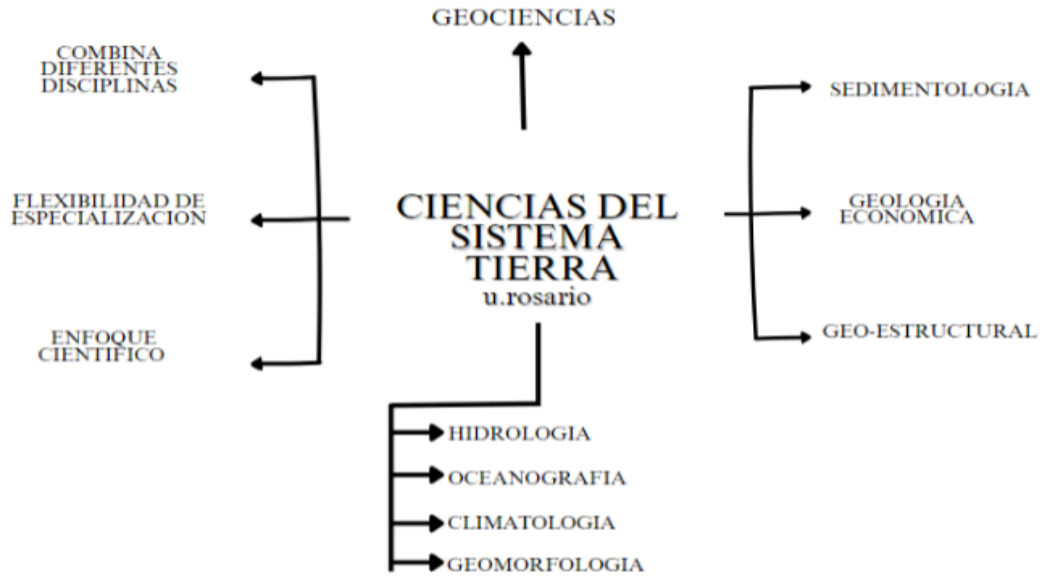 GEOCIENCIAS
COMBINA
DIFERENTES
DISCIPLINAS
FLEXIBILIDAD DE
ESPECIALIZACION
ENFOQUE
CIENTIFICO
CIENCIAS DEL
SISTEMA
TIERRA
u.rosario
SEDIMENTOLOGIA
GEOLOGIA
ECONOMICA
GEO-ESTRUCTURAL
HIDROLOGIA
OCEANOGRAFIA
CLIMATOLOGIA
GEOMORFOLOGIA